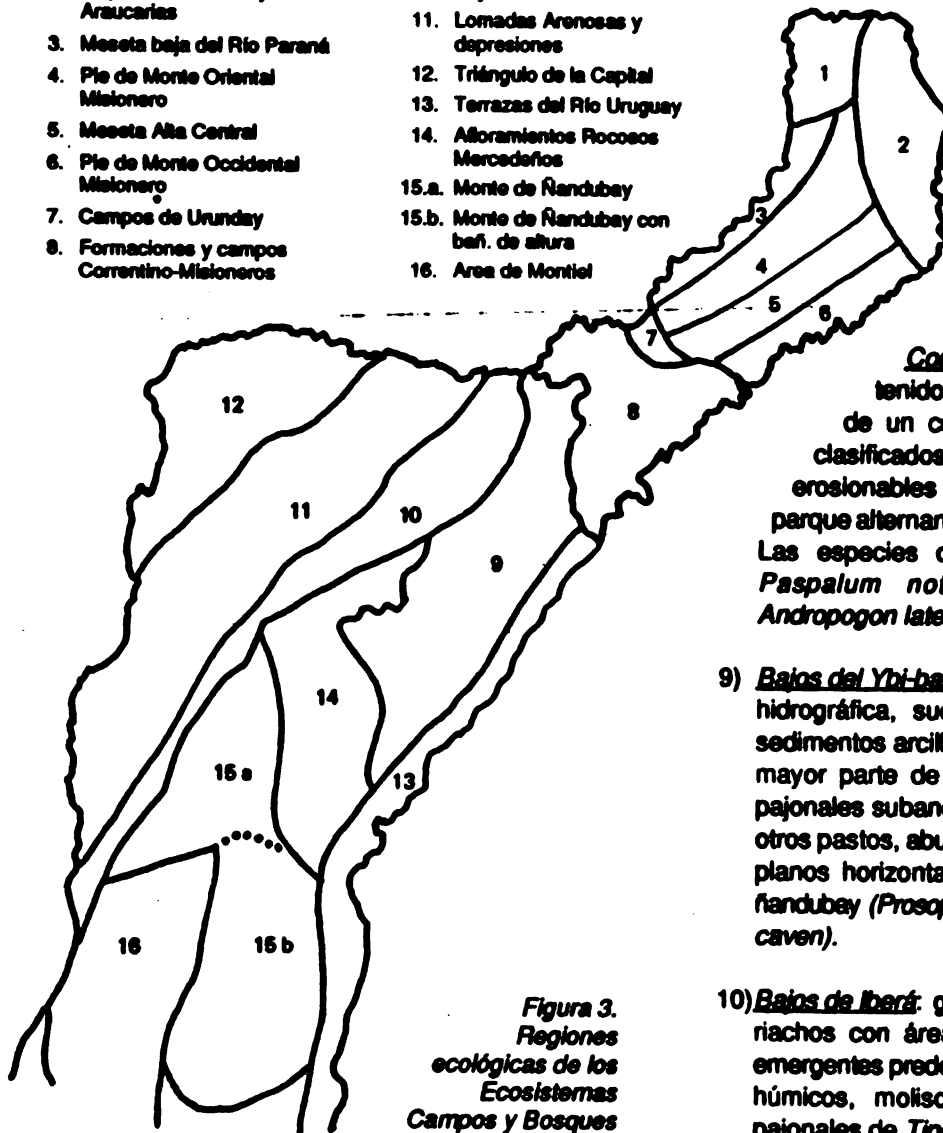 Araucarias
3. Meseta baja del Río Paraná
4. Pie de Monte Oriental
Misionero
5. Meseta Alta Central
6. Pie de Monte Occidental
Misionero
7. Campos de Urunday
8. Formaciones y campos
Correntino-Misioneros
11. Lomadas Arenosas y
depresiones
12. Triángulo de la Capital
13. Terrazas del Río Uruguay
14. Afloramientos Rocosos
Mercedeños
15.a. Monte de Ñandubay
15.b. Monte de Ñandubay con
bañ. de altura
16. Area de Montiel
1
2
3
4
5
6
7
8
12
11
10
9
14
15 a
13
16
15 b
tenido
de un c
clasificados
erosionables
parque alternan
Las especies
Paspalum not
Andropogon late
9) Bajos del Ybi-ba
hidrográfica, su
sedimentos arcill
mayor parte de
pajonales suban
otros pastos, abu
planos horizonta
ñandubay (Prosop
caven).
10) Bajos de Iberá: g
riachos con área
emergentes pred
húmicos, molis
pajonales de Tip
Figura 3.
Regiones
ecológicas de los
Ecosistemas
Campos y Bosques